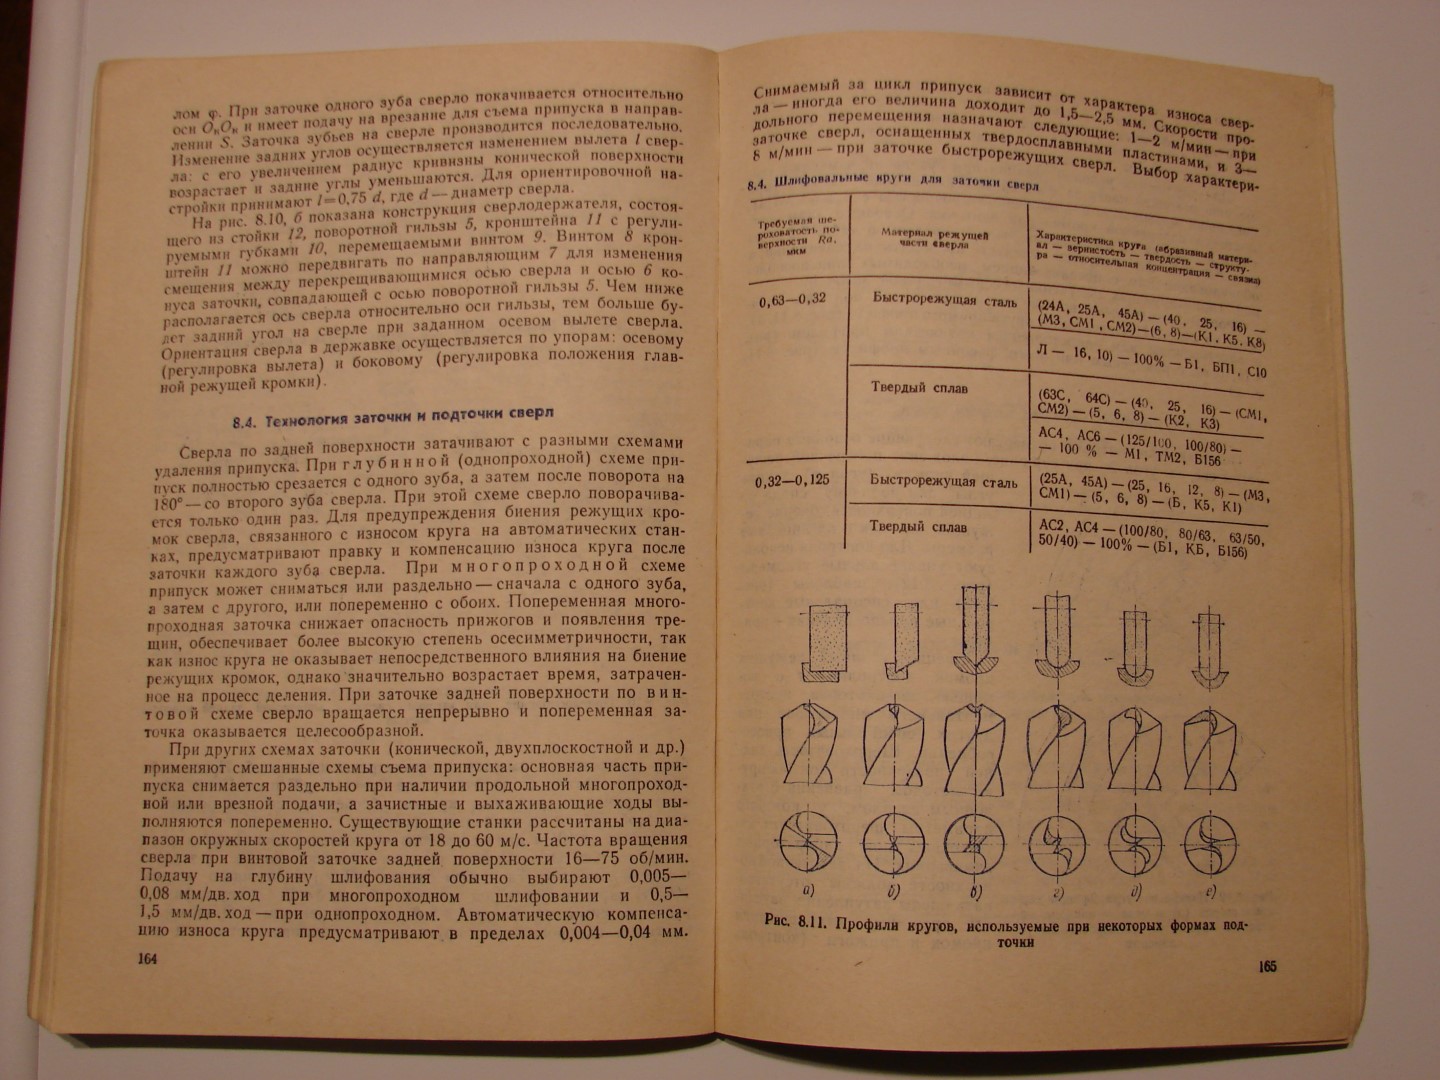 лом φ. При заточке одного зуба сверло покачивается относительно
оси OкOк и имеет подачу на врезание для съема припуска в направ-
лении S. Заточка зубьев на сверле производится последовательно.
Изменение задних углов осуществляется изменением вылета l свер-
ла: с его увеличением радиус кривизны конической поверхности
возрастает и задние углы уменьшаются. Для ориентировочной на-
стройки принимают l=0,75 d, где d — диаметр сверла.
На рис. 8.10, б показана конструкция сверлодержателя, состоя-
щего из стойки 12, поворотной гильзы 5, кронштейна 11 с регули-
руемыми губками 10, перемещаемыми винтом 9. Винтом 8 крон-
штейн 11 можно передвигать по направляющим 7 для изменения
смещения между перекрещивающимися осью сверла и осью 6 ко-
нуса заточки, совпадающей с осью поворотной гильзы 5. Чем ниже
располагается ось сверла относительно оси гильзы, тем больше бу-
дет задний угол на сверле при заданном осевом вылете сверла.
Ориентация сверла в державке осуществляется по упорам: осевому
(регулировка вылета) и боковому (регулировка положения глав-
ной режущей кромки).
8.4. Технология заточки и подточки сверл
Сверла по задней поверхности затачивают с разными схемами
удаления припуска. При глубинной (однопроходной) схеме при-
пуск полностью срезается с одного зуба, а затем после поворота на
180° — со второго зуба сверла. При этой схеме сверло поворачива-
ется только один раз. Для предупреждения биения режущих кро-
мок сверла, связанного с износом круга на автоматических стан-
ках, предусматривают правку и компенсацию износа круга после
заточки каждого зуба сверла. При многопроходной схеме
припуск может сниматься или раздельно — сначала с одного зуба,
а затем с другого, или попеременно с обоих. Попеременная много-
проходная заточка снижает опасность прижогов и появления тре-
щин, обеспечивает более высокую степень осесимметричности, так
как износ круга не оказывает непосредственного влияния на биение
режущих кромок, однако значительно возрастает время, затрачен-
ное на процесс деления. При заточке задней поверхности по вин-
товой схеме сверло вращается непрерывно и попеременная за-
точка оказывается целесообразной.
При других схемах заточки (конической, двухплоскостной и др.)
применяют смешанные схемы съема припуска: основная часть при-
пуска снимается раздельно при наличии продольной многопроход-
ной или врезной подачи, а зачистные и выхаживающие ходы вы-
полняются попеременно. Существующие станки рассчитаны на диа-
пазон окружных скоростей круга от 18 до 60 м/с. Частота вращения
сверла при винтовой заточке задней поверхности 16—75 об/мин.
Подачу на глубину шлифования обычно выбирают 0,005—
0,08 мм/дв. ход при многопроходном шлифовании и 0,5—
1,5 мм/дв. ход — при однопроходном. Автоматическую компенса-
цию износа круга предусматривают в пределах 0,004—0,04 мм.
164
Снимаемый за цикл припуск зависит от характера износа свер-
ла — иногда его величина доходит до 1,5—2,5 мм. Скорости про-
дольного перемещения назначают следующие: 1—2 м/мин — при
заточке сверл, оснащенных твердосплавными пластинами, и 3—
8 м/мин — при заточке быстрорежущих сверл. Выбор характери-
8.4. Шлифовальные круги для заточки сверл
Требуемая ше-
роховатость по-
верхности Ra,
мкм
Материал режущей
части сверла
Характеристика круга (абразивный матери-
ал — зернистость — твердость — структу-
ра — относительная концентрация — связка)
0,63—0,32
Быстрорежущая сталь
(24А, 25А, 45А) — (40, 25, 16) —
(М3, СМ1, СМ2)—(6, 8)—(К1, К5, К8)
Л — 16, 10) — 100% — Б1, БП1, С10
Твердый сплав
(63С, 64С) — (40, 25, 16) — (СМ1,
СМ2) — (5, 6, 8) — (К2, К3)
АС4, АС6 — (125/100, 100/80) —
— 100 % — М1, ТМ2, Б156
0,32—0,125
Быстрорежущая сталь
(25А, 45А) — (25, 16, 12, 8) — (М3,
СМ1) — (5, 6, 8) — (Б, К5, К1)
Твердый сплав
АС2, АС4 — (100/80, 80/63, 63/50,
50/40) — 100% — (Б1, КБ, Б156)
а) б) в) г) д) е)
Рис. 8.11. Профили кругов, используемые при некоторых формах под-
точки
165